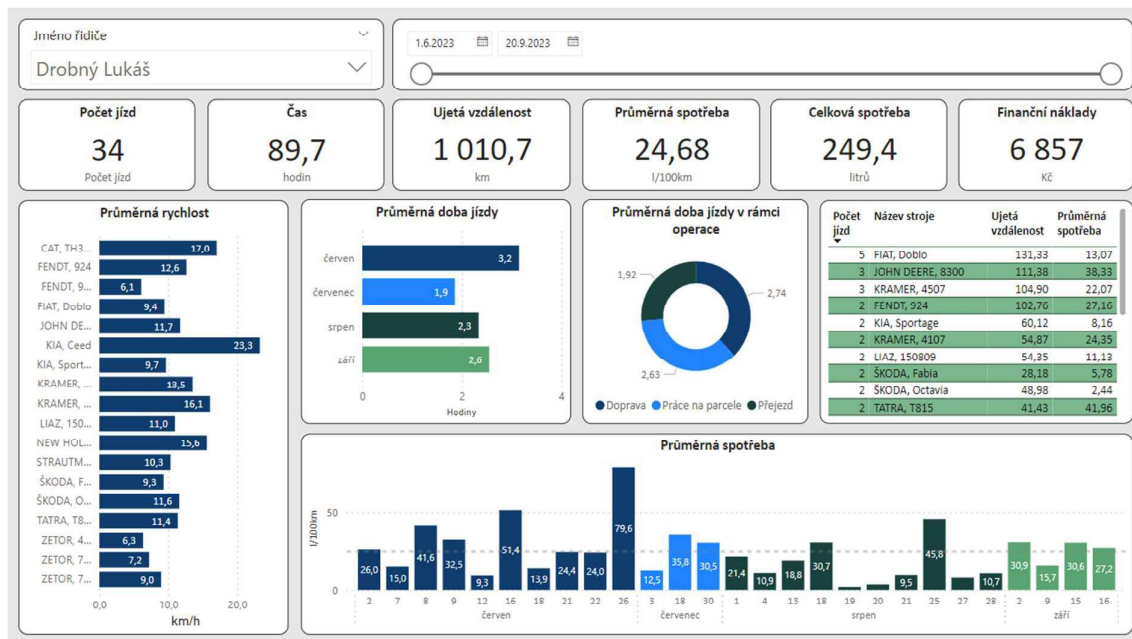 Jméno řidiče
Drobný Lukáš
1.6.2023 20.9.2023
Počet jízd
34
Počet jízd
Čas
89,7
hodin
Ujetá vzdálenost
1 010,7
km
Průměrná spotřeba
24,68
l/100km
Celková spotřeba
249,4
litrů
Finanční náklady
6 857
Kč
Průměrná rychlost
CAT, TH3... 17,0
FENDT, 924 12,6
FENDT, 9... 6,1
FIAT, Doblo 9,4
JOHN DE... 11,7
KIA, Ceed 23,3
KIA, Sport... 9,7
KRAMER, ... 13,5
KRAMER, ... 16,1
LIAZ, 150... 11,0
NEW HOL... 15,6
STRAUTM... 10,3
ŠKODA, F... 9,3
ŠKODA, O... 11,6
TATRA, T8... 11,4
ZETOR, 4... 6,3
ZETOR, 7... 7,2
ZETOR, 7... 9,0
0,0 10,0 20,0
km/h
Průměrná doba jízdy
červen 3,2
červenec 1,9
srpen 2,3
září 2,6
0 2 4
Hodiny
Průměrná doba jízdy v rámci
operace
1,92
2,74
2,63
Doprava Práce na parcele Přejezd
Počet Název stroje Ujetá Průměrná
jízd vzdálenost spotřeba
5 FIAT, Doblo 131,33 13,07
3 JOHN DEERE, 8300 111,38 38,33
3 KRAMER, 4507 104,90 22,07
2 FENDT, 924 102,76 27,16
2 KIA, Sportage 60,12 8,16
2 KRAMER, 4107 54,87 24,35
2 LIAZ, 150809 54,35 11,13
2 ŠKODA, Fabia 28,18 5,78
2 ŠKODA, Octavia 48,98 2,44
2 TATRA, T815 41,43 41,96
Průměrná spotřeba
l/100km
50
0
26,0 15,0 41,6 32,5 9,3 51,4 13,9 24,4 24,0 79,6 12,5 35,8 30,5 21,4 10,9 18,8 30,7 9,5 45,8 10,7 30,9 15,7 30,6 27,2
2 7 8 9 12 16 18 21 22 26 3 18 30 1 4 13 18 19 20 21 25 27 28 2 9 15 16
červen červenec srpen září